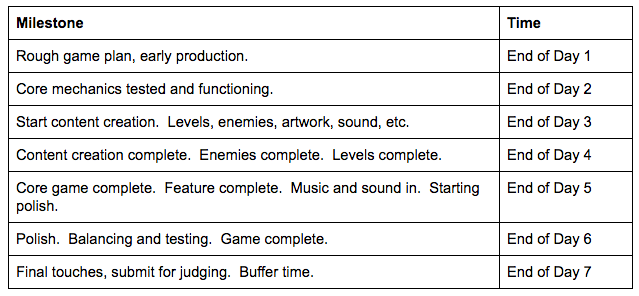 Milestone Time
Rough game plan, early production. End of Day 1
Core mechanics tested and functioning. End of Day 2
Start content creation.  Levels, enemies, artwork, sound, etc. End of Day 3
Content creation complete.  Enemies complete.  Levels complete. End of Day 4
Core game complete.  Feature complete.  Music and sound in.  Starting End of Day 5
polish.
Polish.  Balancing and testing.  Game complete. End of Day 6
Final touches, submit for judging.  Buffer time. End of Day 7